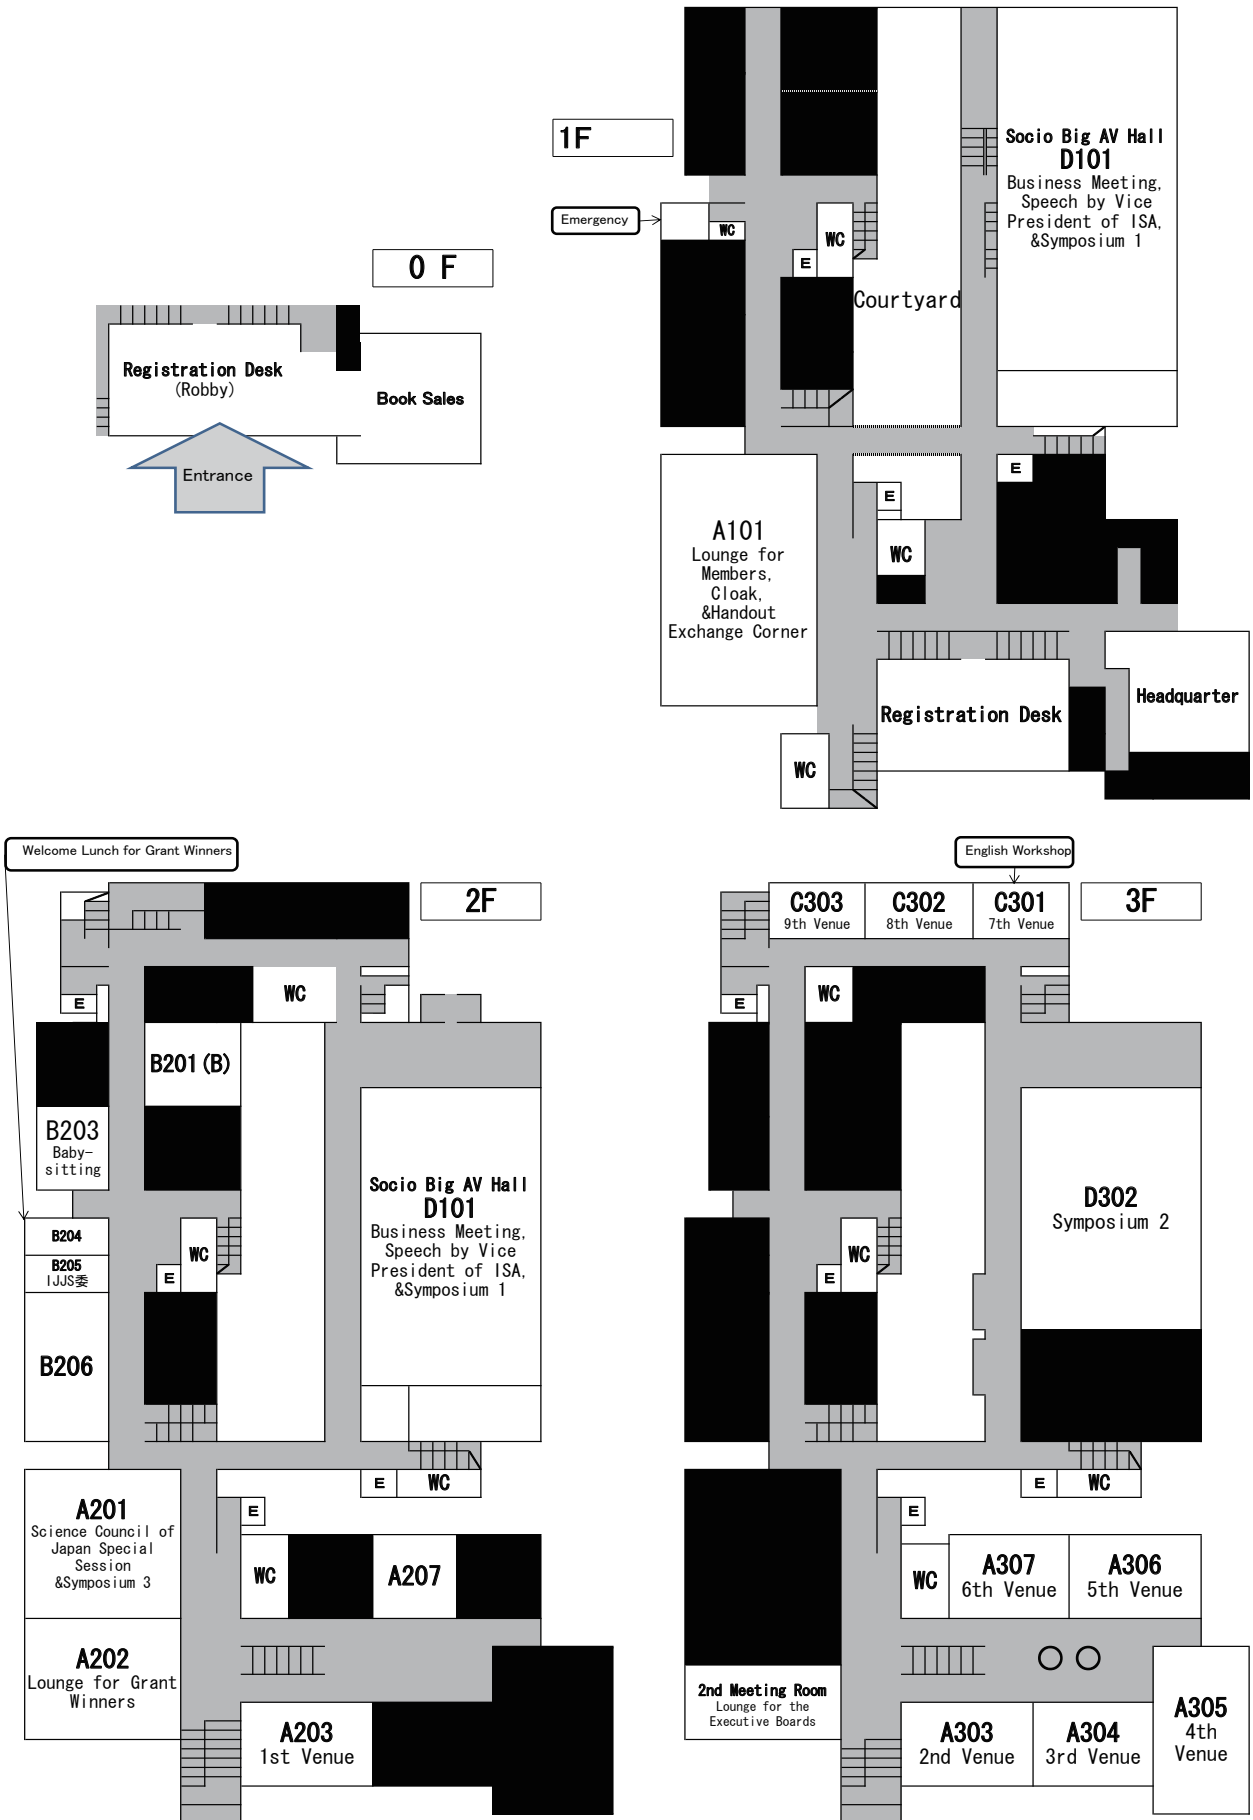 0 F
Registration Desk
(Robby)
Book Sales
Entrance
1F
Emergency
WC
WC
E
Courtyard
Socio Big AV Hall
D101
Business Meeting,
Speech by Vice
President of ISA,
&Symposium 1
E
E
WC
A101
Lounge for
Members,
Cloak,
&Handout
Exchange Corner
Registration Desk
Headquarter
WC
Welcome Lunch for Grant Winners
2F
WC
E
B201(B)
B203
Baby-
sitting
B204
B205
IJJS委
WC
E
B206
Socio Big AV Hall
D101
Business Meeting,
Speech by Vice
President of ISA,
&Symposium 1
E
WC
E
A201
Science Council of
Japan Special
Session
&Symposium 3
WC
A207
A202
Lounge for Grant
Winners
A203
1st Venue
English Workshop
3F
C303
9th Venue
C302
8th Venue
C301
7th Venue
WC
E
D302
Symposium 2
WC
E
E
WC
E
WC
A307
6th Venue
A306
5th Venue
2nd Meeting Room
Lounge for the
Executive Boards
A303
2nd Venue
A304
3rd Venue
A305
4th
Venue